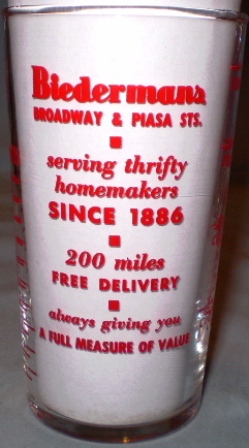 Biedermans
BROADWAY & PIASA STS.
serving thrifty
homemakers
SINCE 1886
200 miles
FREE DELIVERY
always giving you
A FULL MEASURE OF VALUE